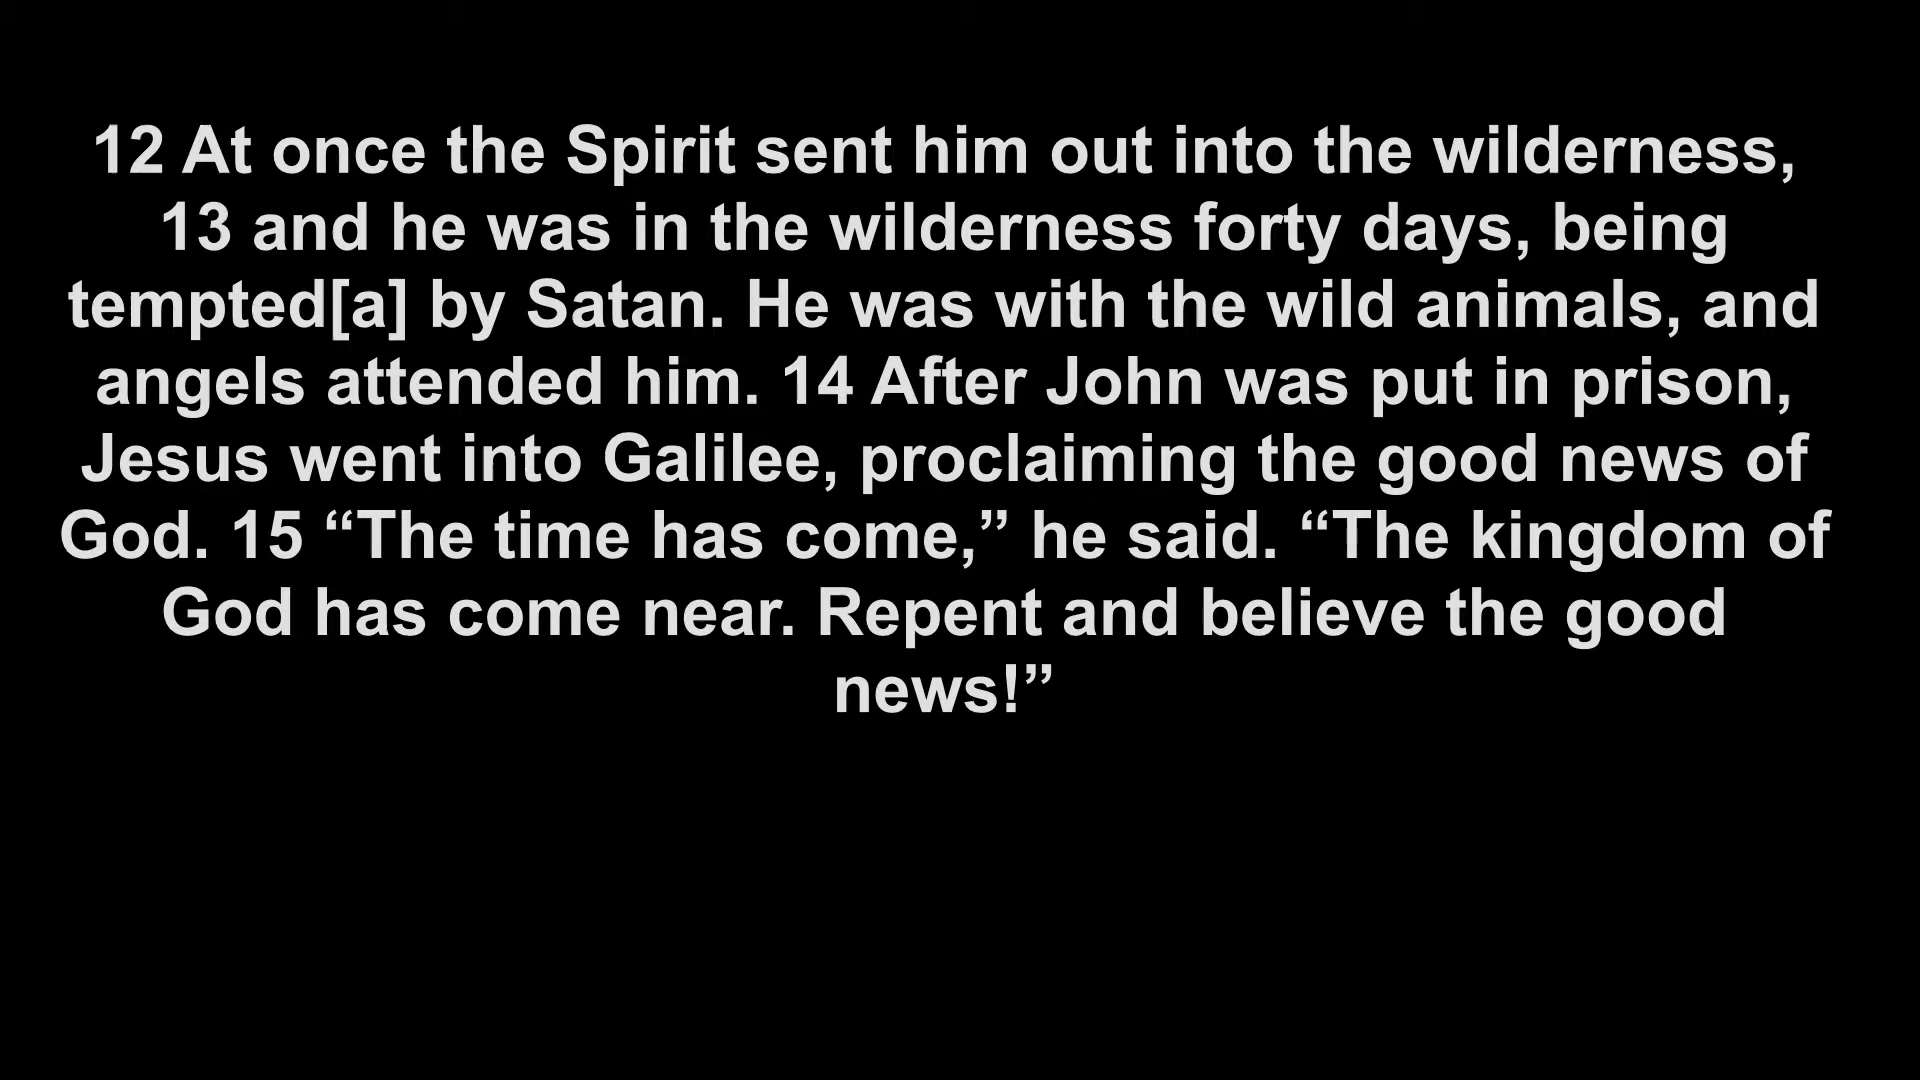 12 At once the Spirit sent him out into the wilderness,
13 and he was in the wilderness forty days, being
tempted[a] by Satan. He was with the wild animals, and
angels attended him. 14 After John was put in prison,
Jesus went into Galilee, proclaiming the good news of
God. 15 “The time has come,” he said. “The kingdom of
God has come near. Repent and believe the good
news!”